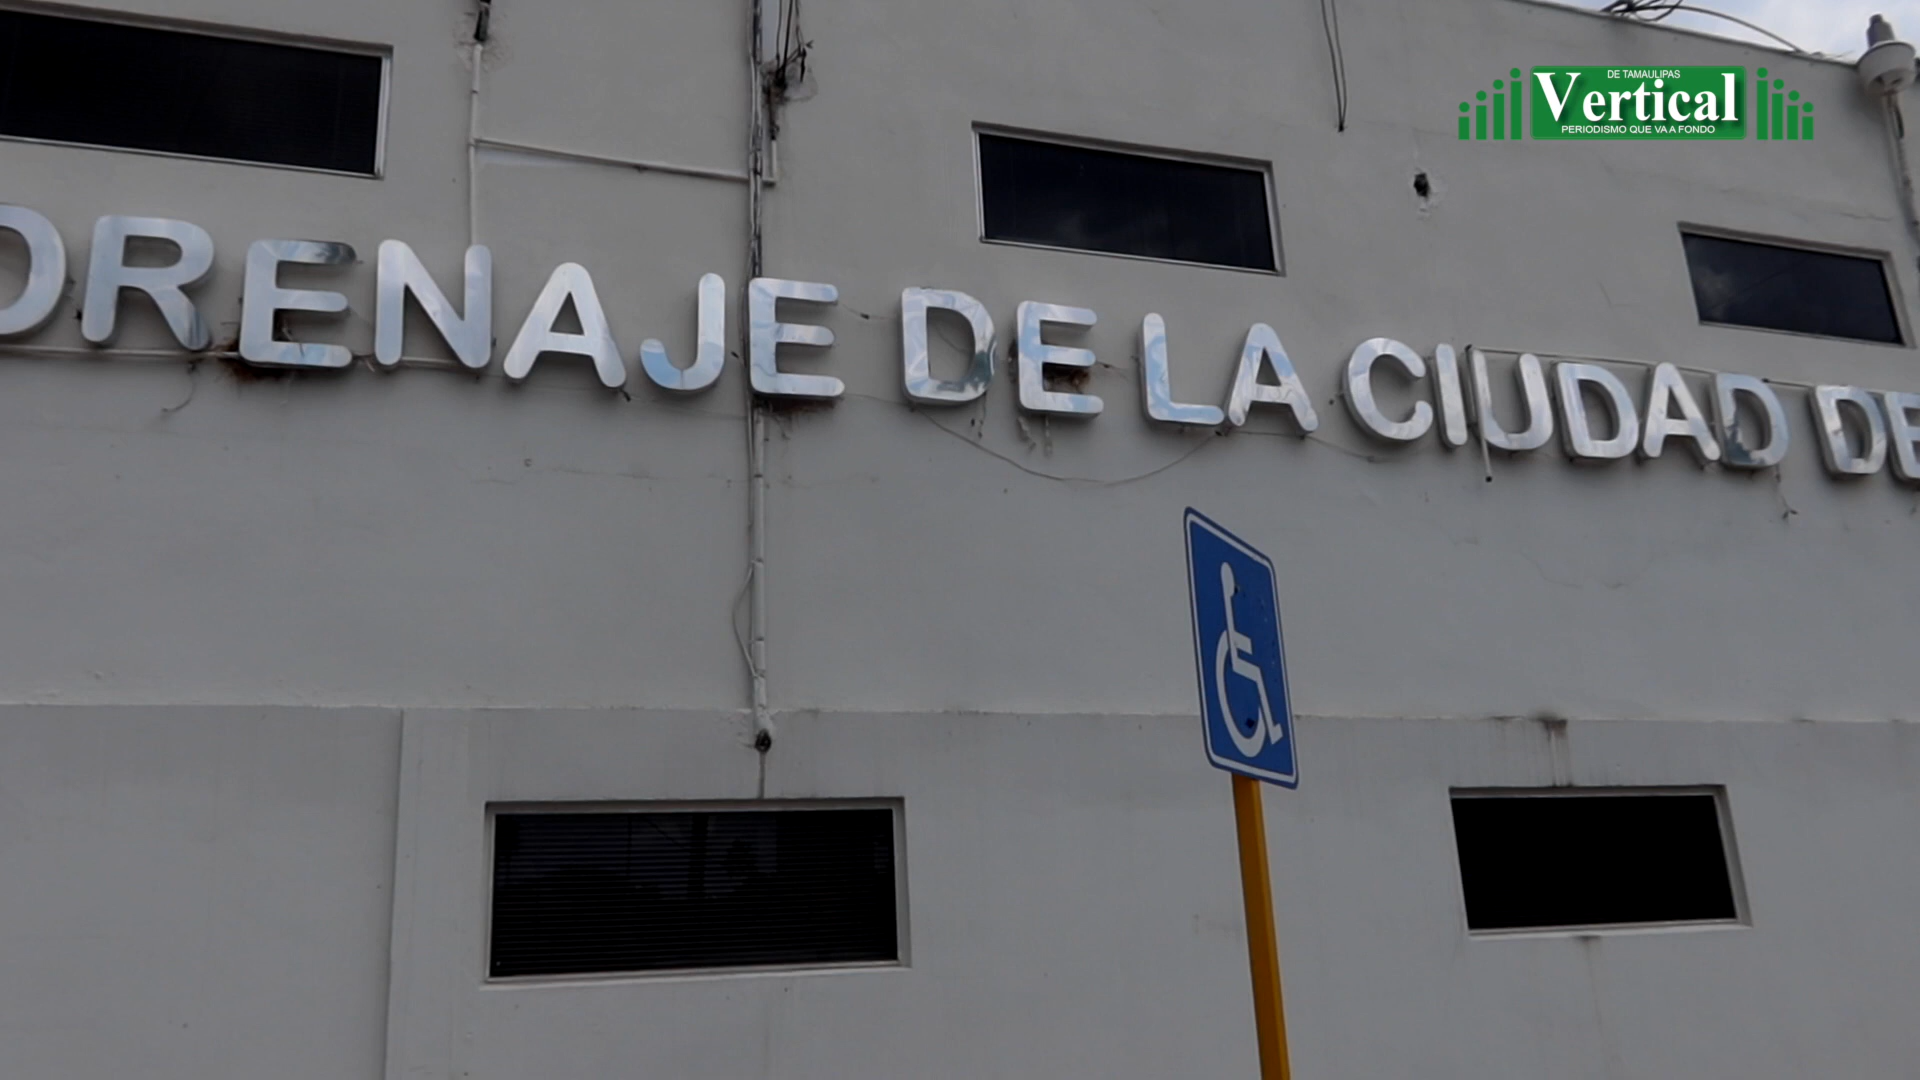 DE TAMAULIPAS
Vertical
PERIODISMO QUE VA A FONDO
DRENAJE DE LA CIUDAD DE